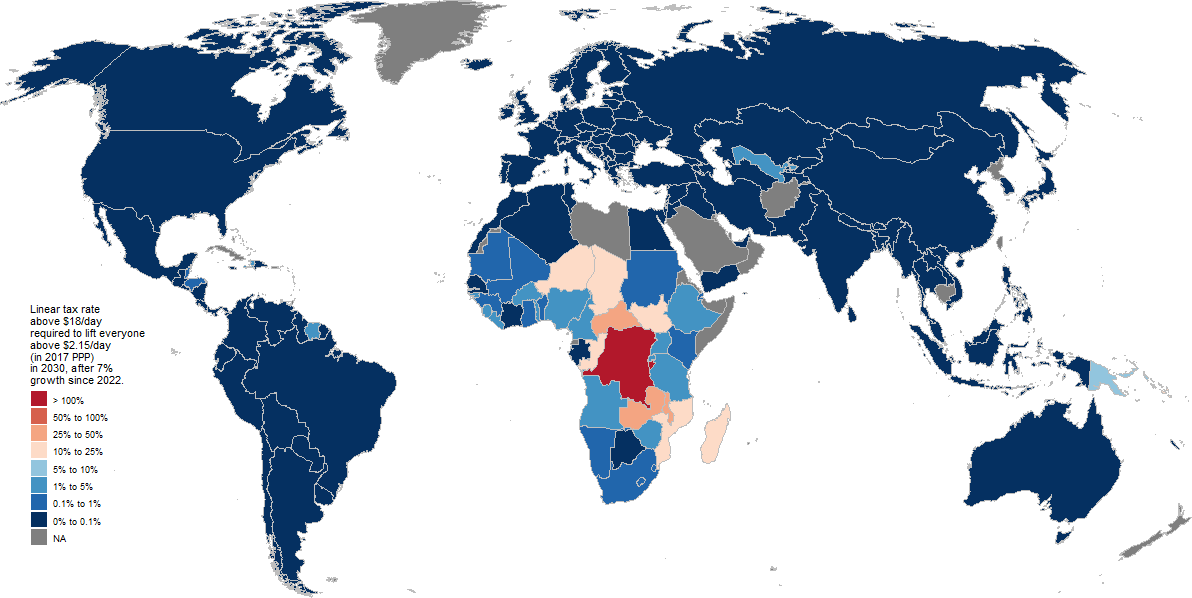 Linear tax rate
above $18/day
required to lift everyone
above $2.15/day
(in 2017 PPP)
in 2030, after 7%
growth since 2022.
> 100%
50% to 100%
25% to 50%
10% to 25%
5% to 10%
1% to 5%
0.1% to 1%
0% to 0.1%
NA